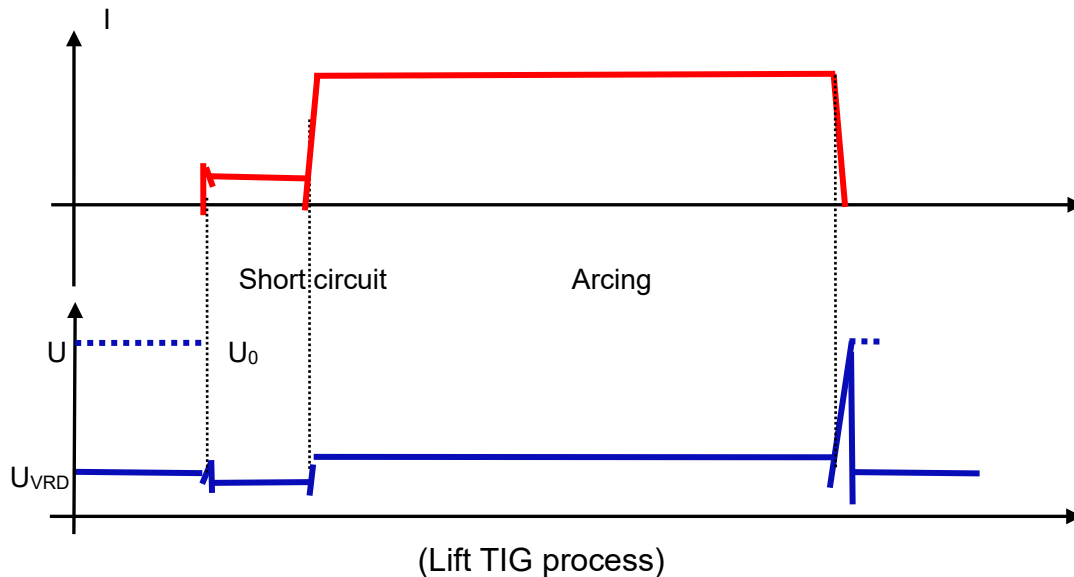 I
Short circuit
Arcing
U
U₀
UVRD
(Lift TIG process)